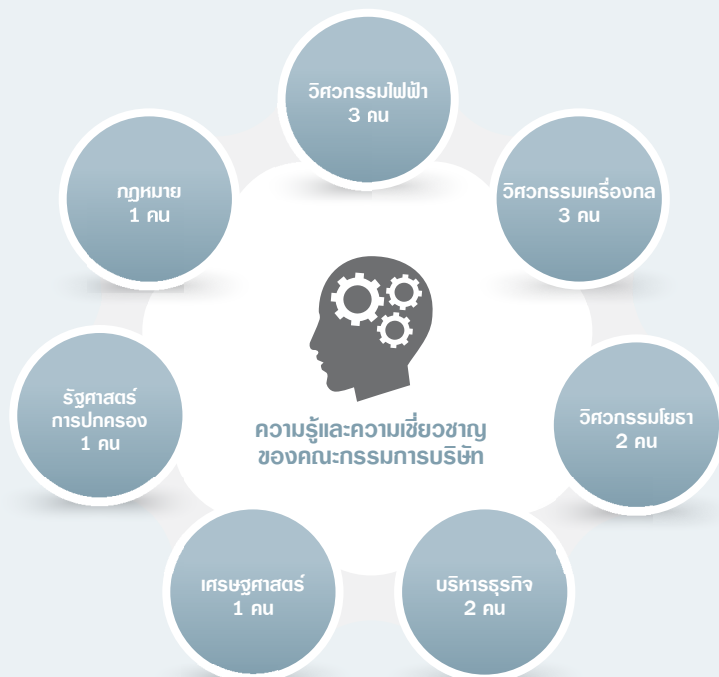 วิศวกรรมไฟฟ้า
3 คน
วิศวกรรมเครื่องกล
3 คน
วิศวกรรมโยธา
2 คน
บริหารธุรกิจ
2 คน
เศรษฐศาสตร์
1 คน
รัฐศาสตร์
การปกครอง
1 คน
กฎหมาย
1 คน
ความรู้และความเชี่ยวชาญ
ของคณะกรรมการบริษัท